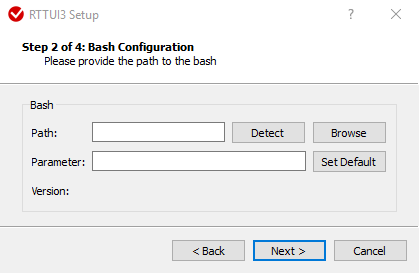 RTTUI3 Setup
?
Step 2 of 4: Bash Configuration
Please provide the path to the bash
Bash
Path: Detect Browse
Parameter: Set Default
Version:
< Back Next > Cancel